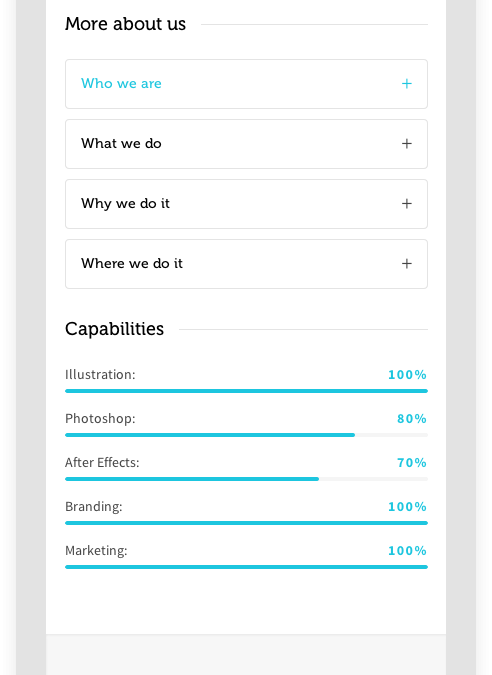 More about us
Who we are +
What we do +
Why we do it +
Where we do it +
Capabilities
Illustration: 100%
Photoshop: 80%
After Effects: 70%
Branding: 100%
Marketing: 100%